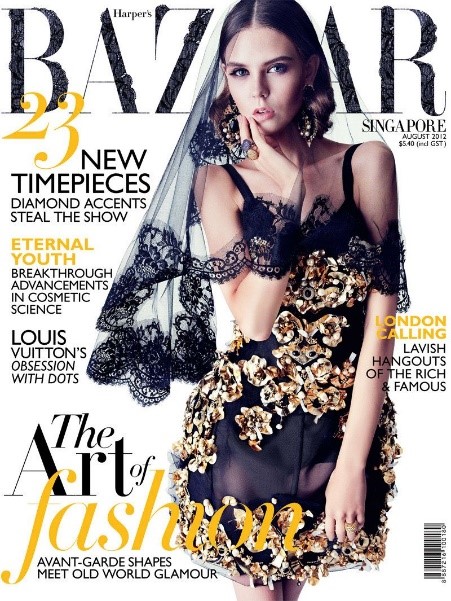 Harper's
BAZAAR
SINGAPORE
AUGUST 2012
$5.40 (incl GST)
23 NEW
TIMEPIECES
DIAMOND ACCENTS
STEAL THE SHOW
ETERNAL
YOUTH
BREAKTHROUGH
ADVANCEMENTS
IN COSMETIC
SCIENCE
LOUIS
VUITTON'S
OBSESSION
WITH DOTS
LONDON
CALLING
LAVISH
HANGOUTS
OF THE RICH
& FAMOUS
The
Art of
fashion
AVANT-GARDE SHAPES
MEET OLD WORLD GLAMOUR